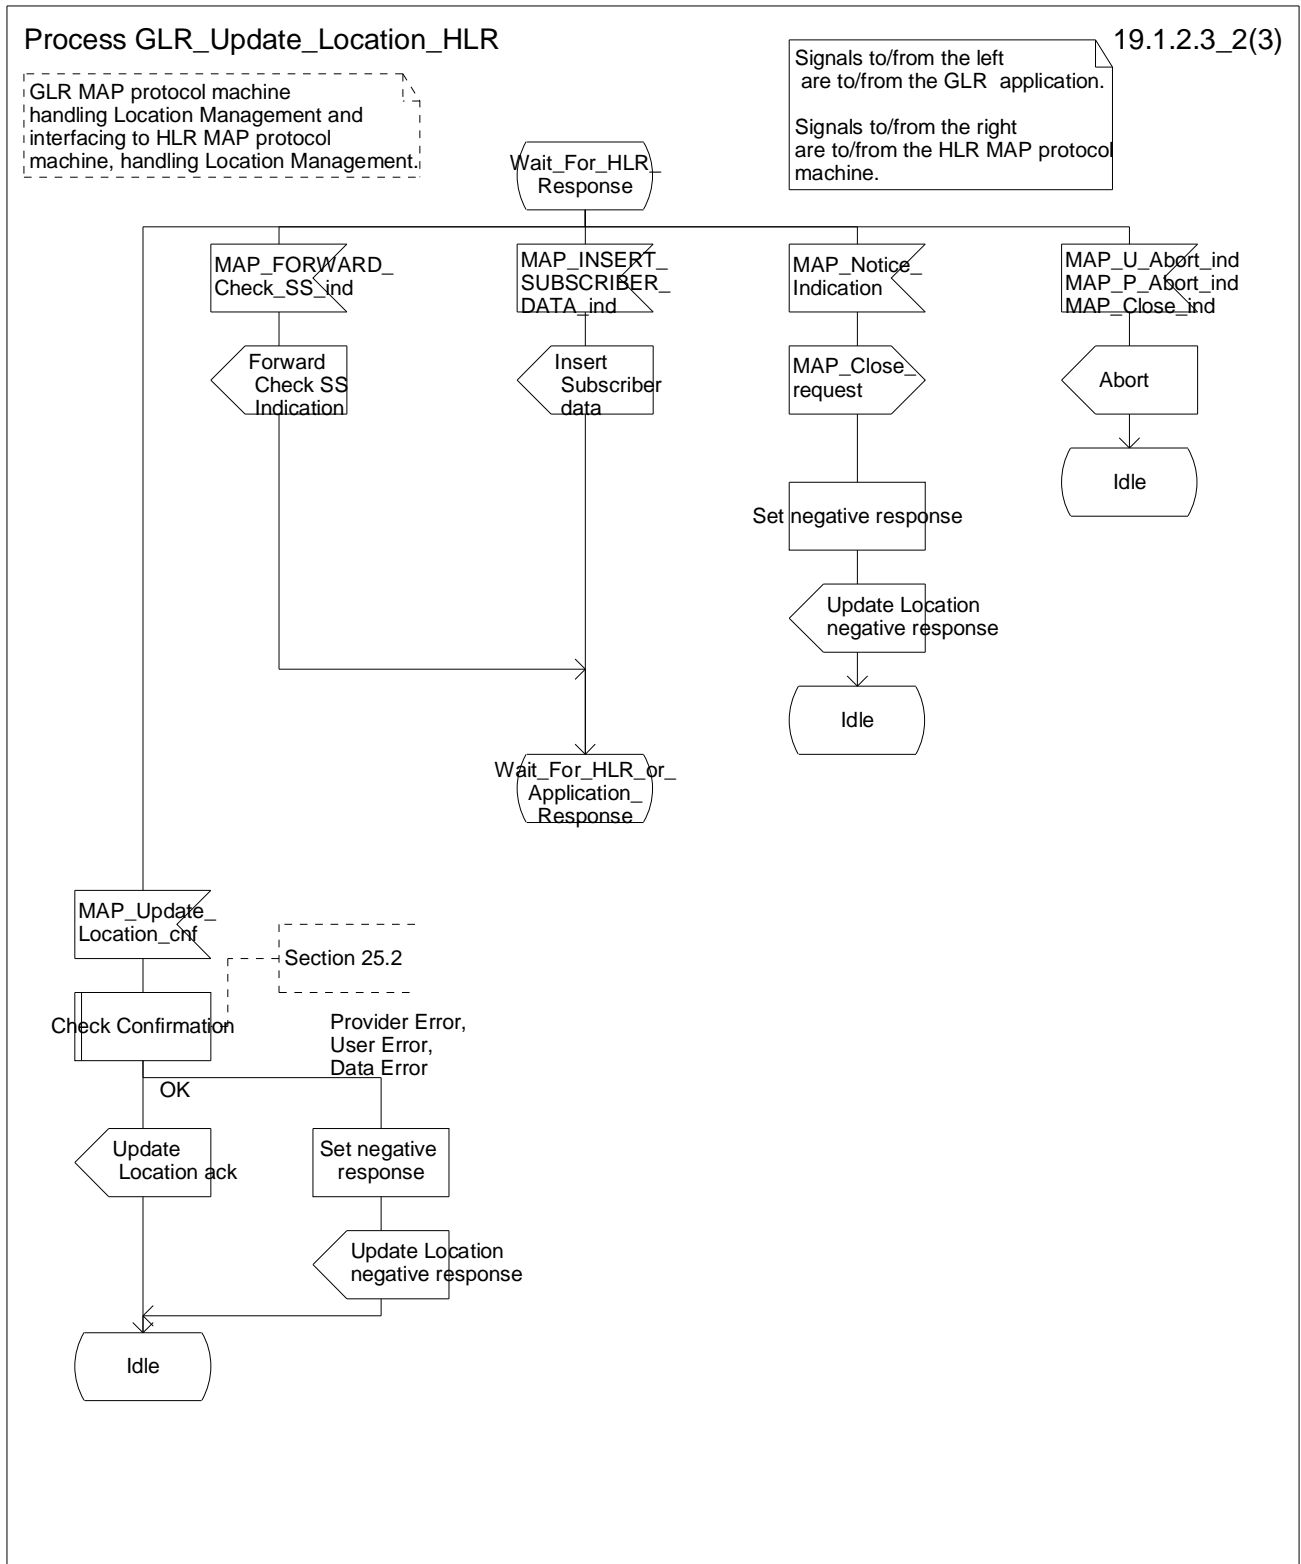 Process GLR_Update_Location_HLR
19.1.2.3_2(3)
GLR MAP protocol machine
handling Location Management and
interfacing to HLR MAP protocol
machine, handling Location Management.
Signals to/from the left
are to/from the GLR application.
Signals to/from the right
are to/from the HLR MAP protocol
machine.
Wait_For_HLR_
Response
MAP_FORWARD_
Check_SS_ind
MAP_INSERT_
SUBSCRIBER_
DATA_ind
MAP_Notice_
Indication
MAP_U_Abort_ind
MAP_P_Abort_ind
MAP_Close_ind
Forward
Check SS
Indication
Insert
Subscriber
data
MAP_Close_
request
Abort
Idle
Set negative response
Update Location
negative response
Idle
Wait_For_HLR_or_
Application_
Response
MAP_Update_
Location_cnf
Section 25.2
Check Confirmation
Provider Error,
User Error,
Data Error
OK
Update
Location ack
Set negative
response
Update Location
negative response
Idle